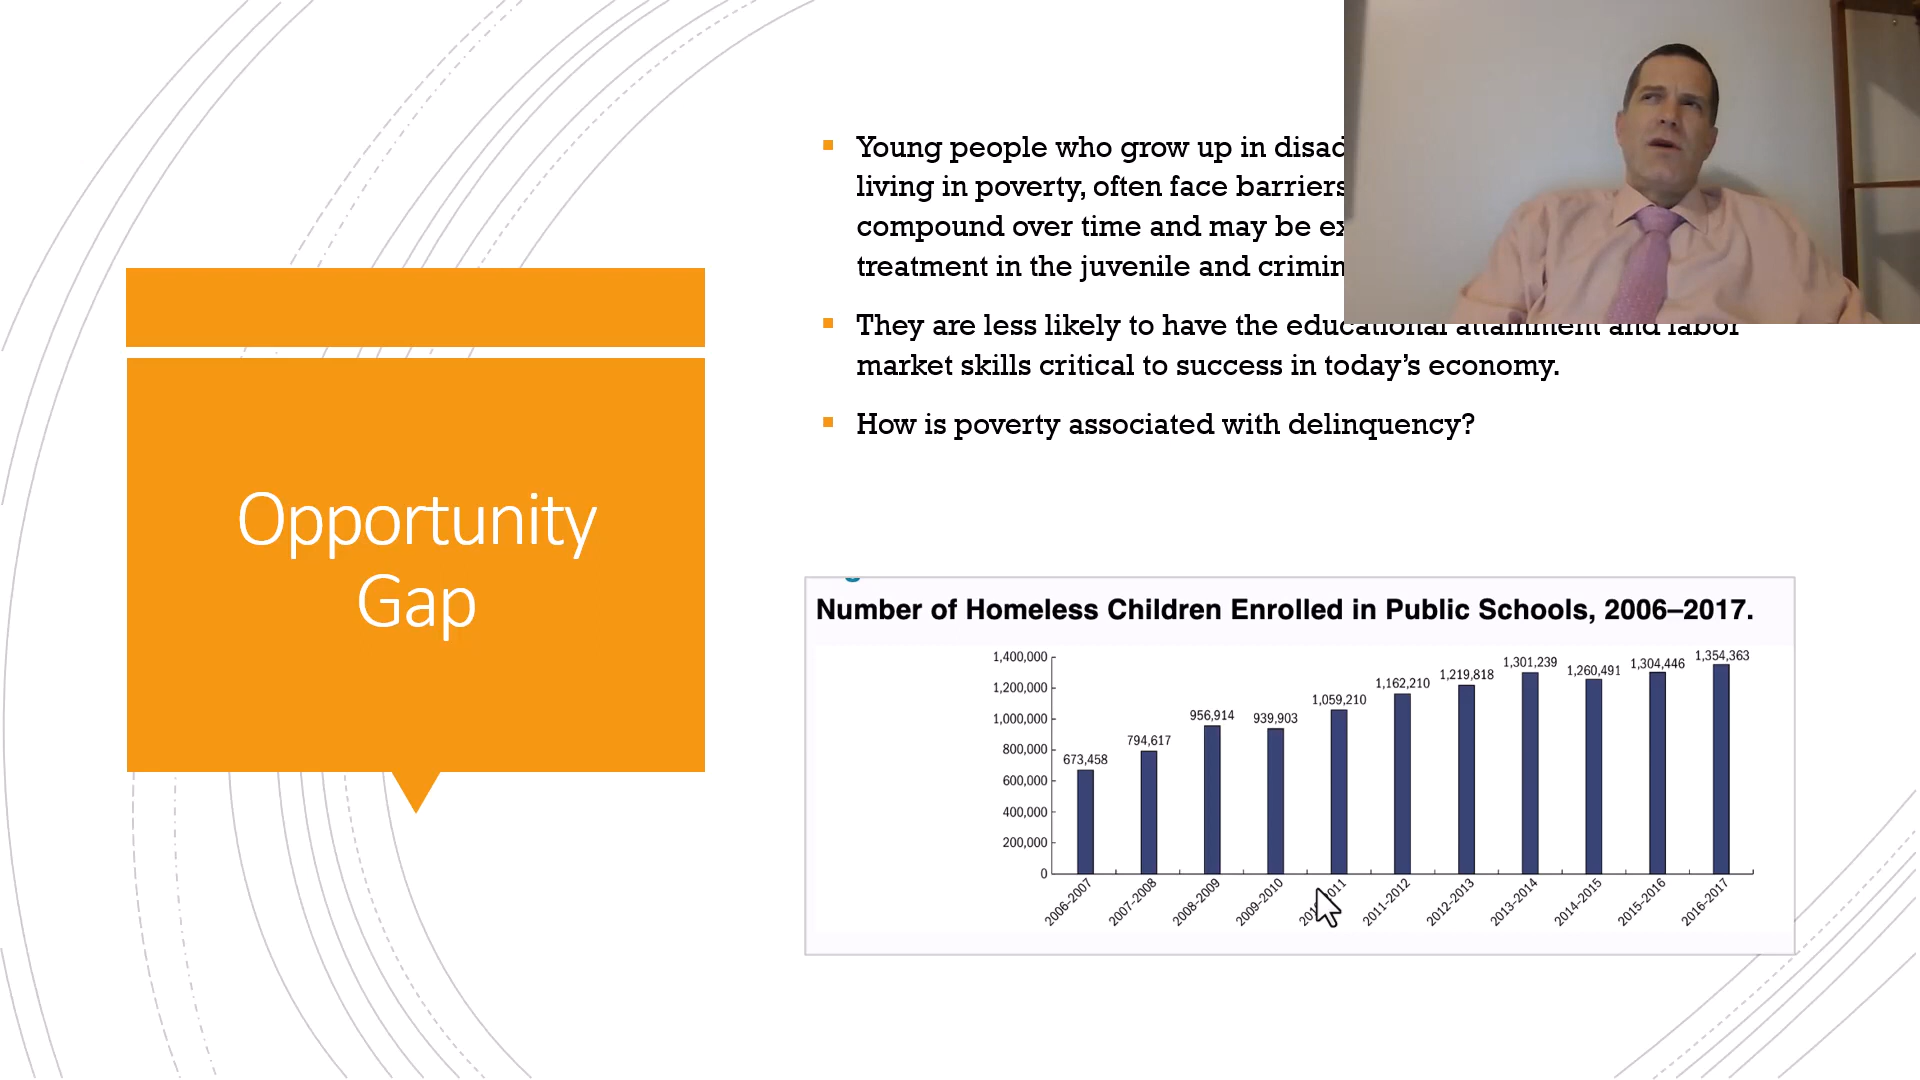 Opportunity
Gap
Young people who grow up in
living in poverty, often face barriers
compound over time and may be
treatment in the juvenile and
They are less likely to have the educational attainment and labor
market skills critical to success in today's economy.
How is poverty associated with delinquency?
Number of Homeless Children Enrolled in Public Schools, 2006–2017.
1,400,000
1,200,000
1,000,000
800,000
600,000
400,000
200,000
0
673,458
794,617
956,914
939,903
1,059,210
1,162,210
1,219,818
1,301,239
1,260,491
1,304,446
1,354,363
2006-2007
2007-2008
2008-2009
2009-2010
2011-2012
2012-2013
2013-2014
2014-2015
2015-2016
2016-2017